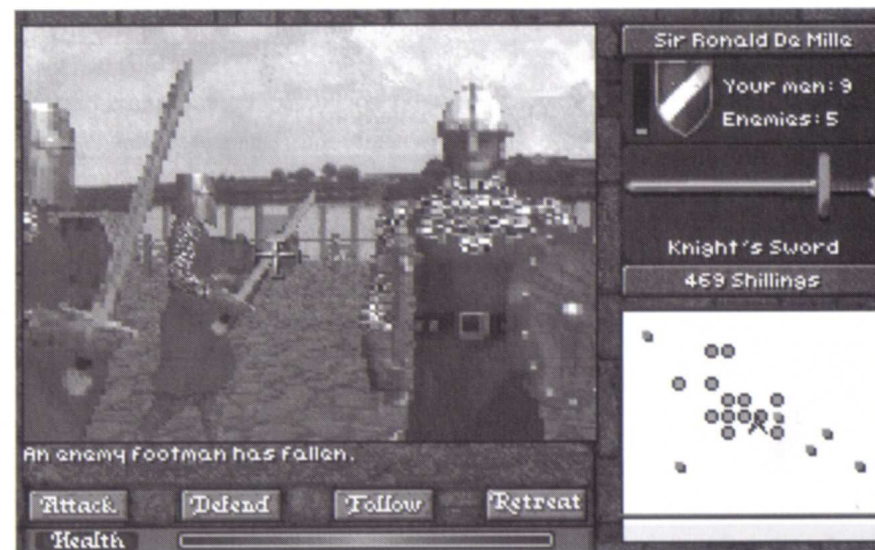 Sir Ronald De Mille
Your men: 9
Enemies: 5
Knight's Sword
469 Shillings
An enemy footman has fallen.
Attack
Defend
Follow
Retreat
Health